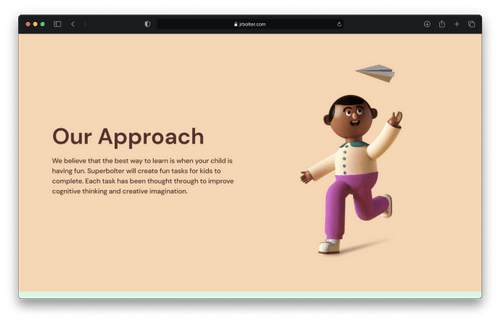 jrbolter.com
Our Approach
We believe that the best way to learn is when your child is
having fun. Superbolter will create fun tasks for kids to
complete. Each task has been thought through to improve
cognitive thinking and creative imagination.